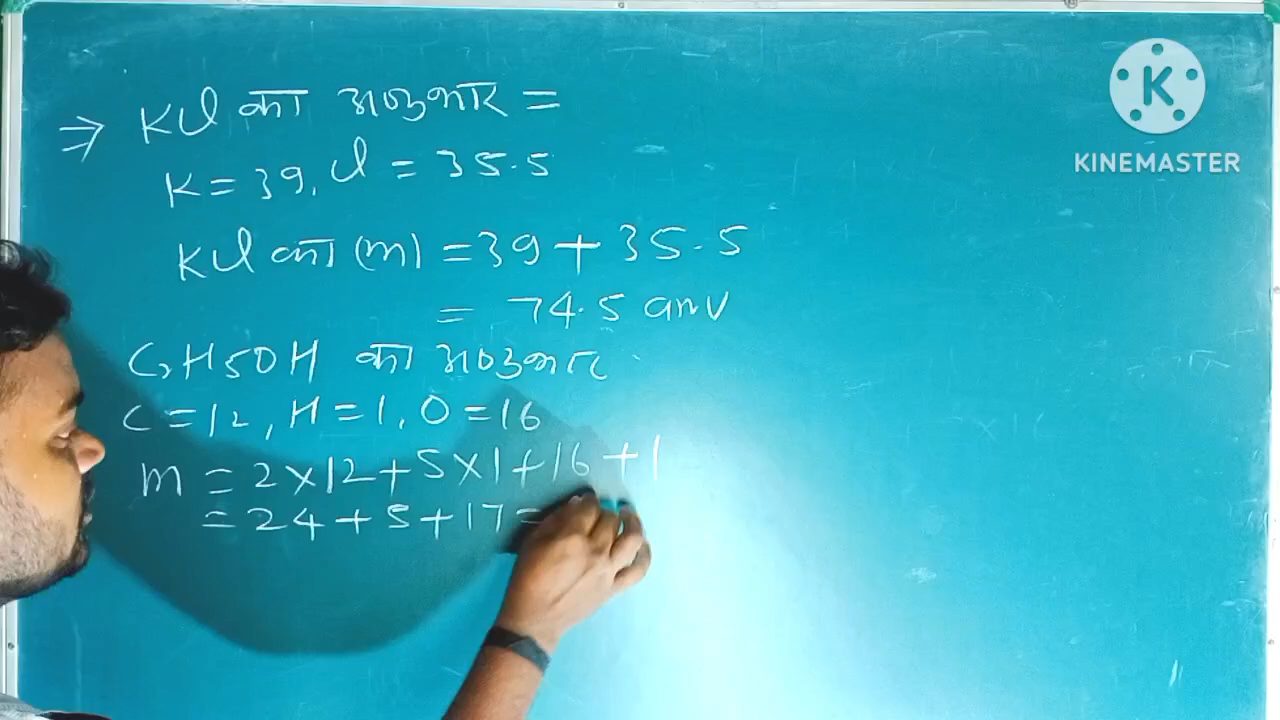 ⇒ KCl का अणुभार =
K = 39, Cl = 35.5
KCl का (m) = 39 + 35.5
= 74.5 amu
C2H5OH का अणुभार
C = 12, H = 1, O = 16
m = 2×12 + 5×1 + 16 + 1
= 24 + 5 + 17 =
K
KINEMASTER